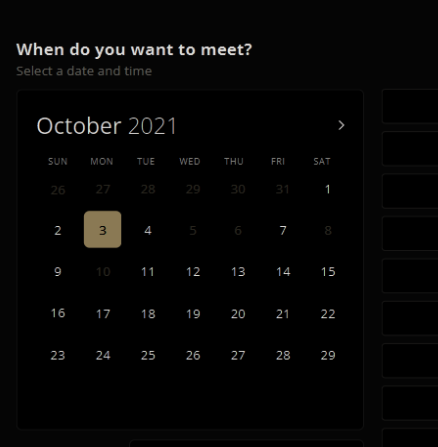 When do you want to meet?
Select a date and time
October 2021
SUN MON TUE WED THU FRI SAT
26 27 28 29 30 31 1
2 3 4 5 6 7 8
9 10 11 12 13 14 15
16 17 18 19 20 21 22
23 24 25 26 27 28 29